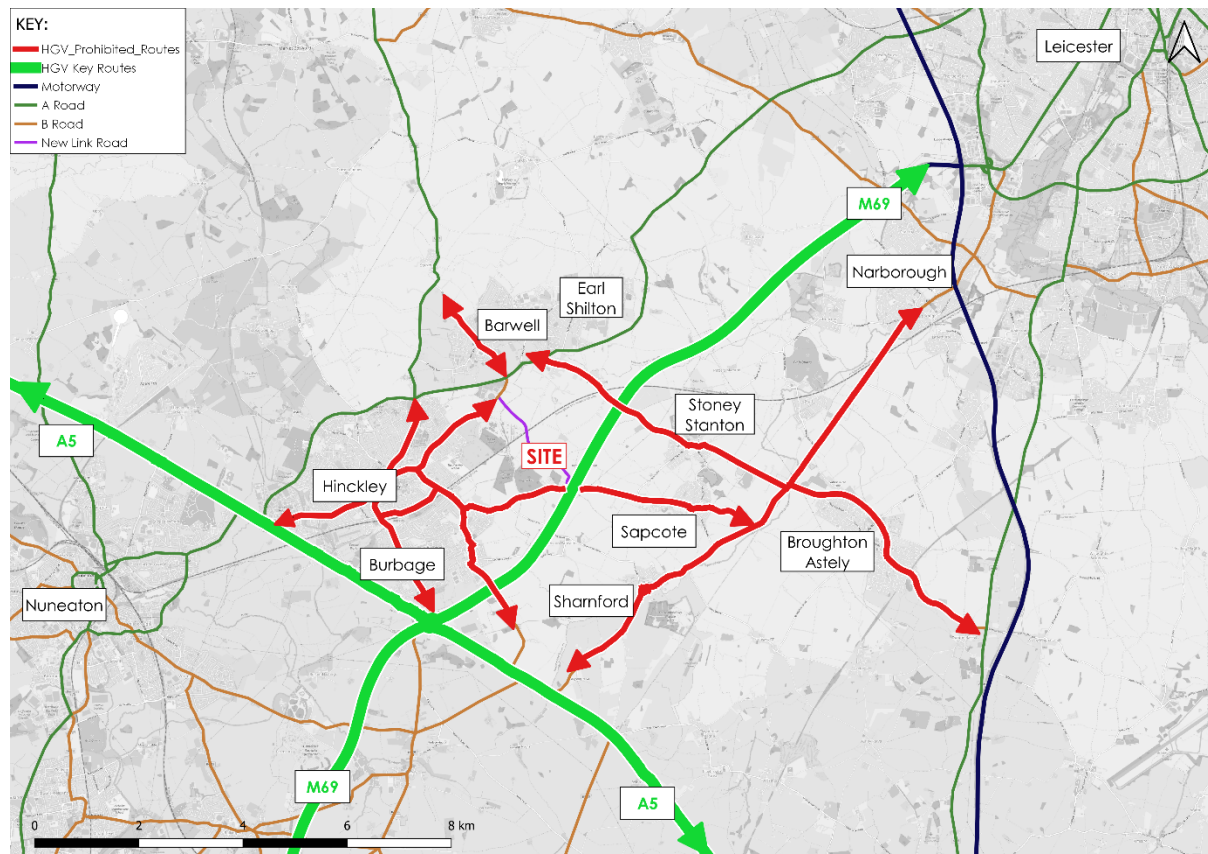 KEY:
HGV_Prohibited_Routes
HGV Key Routes
Motorway
A Road
B Road
New Link Road
Leicester
M69
Narborough
Earl
Shilton
Barwell
Stoney
Stanton
A5
SITE
Hinckley
Sapcote
Broughton
Astely
Burbage
Sharnford
Nuneaton
M69
A5
0 2 4 6 8 km